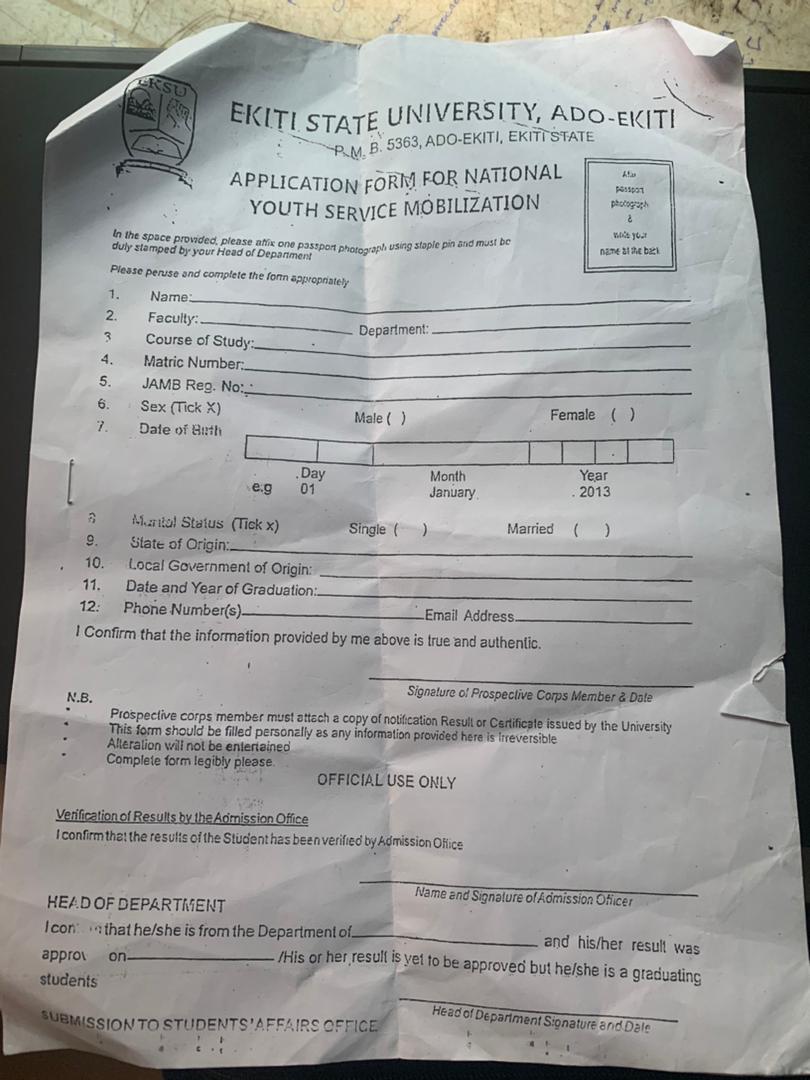 EKSU
EKITI STATE UNIVERSITY, ADO-EKITI
P. M. B. 5363, ADO-EKITI, EKITI STATE
APPLICATION FORM FOR NATIONAL
YOUTH SERVICE MOBILIZATION
Affix
passport
photograph
&
write your
name at the back
In the space provided, please affix one passport photograph using staple pin and must be
duly stamped by your Head of Department
Please peruse and complete the form appropriately
1. Name:
2. Faculty: Department:
3 Course of Study:
4. Matric Number:
5. JAMB Reg. No:
6. Sex (Tick X) Male ( ) Female ( )
7. Date of Birth
Day Month Year
e.g 01 January 2013
8 Marital Status (Tick x) Single ( ) Married ( )
9. State of Origin:
10. Local Government of Origin:
11. Date and Year of Graduation:
12: Phone Number(s) Email Address
I Confirm that the information provided by me above is true and authentic.
Signature of Prospective Corps Member & Date
N.B.
Prospective corps member must attach a copy of notification Result or Certificate issued by the University
This form should be filled personally as any information provided here is irreversible
Alteration will not be entertained
Complete form legibly please.
OFFICIAL USE ONLY
Verification of Results by the Admission Office
I confirm that the results of the Student has been verified by Admission Office
Name and Signature of Admission Officer
HEAD OF DEPARTMENT
I con that he/she is from the Department of and his/her result was
approv on /His or her result is yet to be approved but he/she is a graduating
students
Head of Department Signature and Date
SUBMISSION TO STUDENTS' AFFAIRS OFFICE